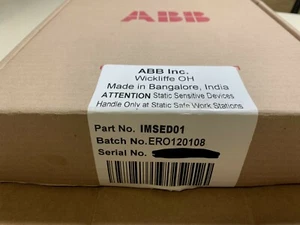 ABB
ABB Inc.
Wickliffe OH
Made in Bangalore, India
ATTENTION Static Sensitive Devices
Handle Only at Static Safe Work Stations
Part No. IMSED01
Batch No.ERO120108
Serial No.